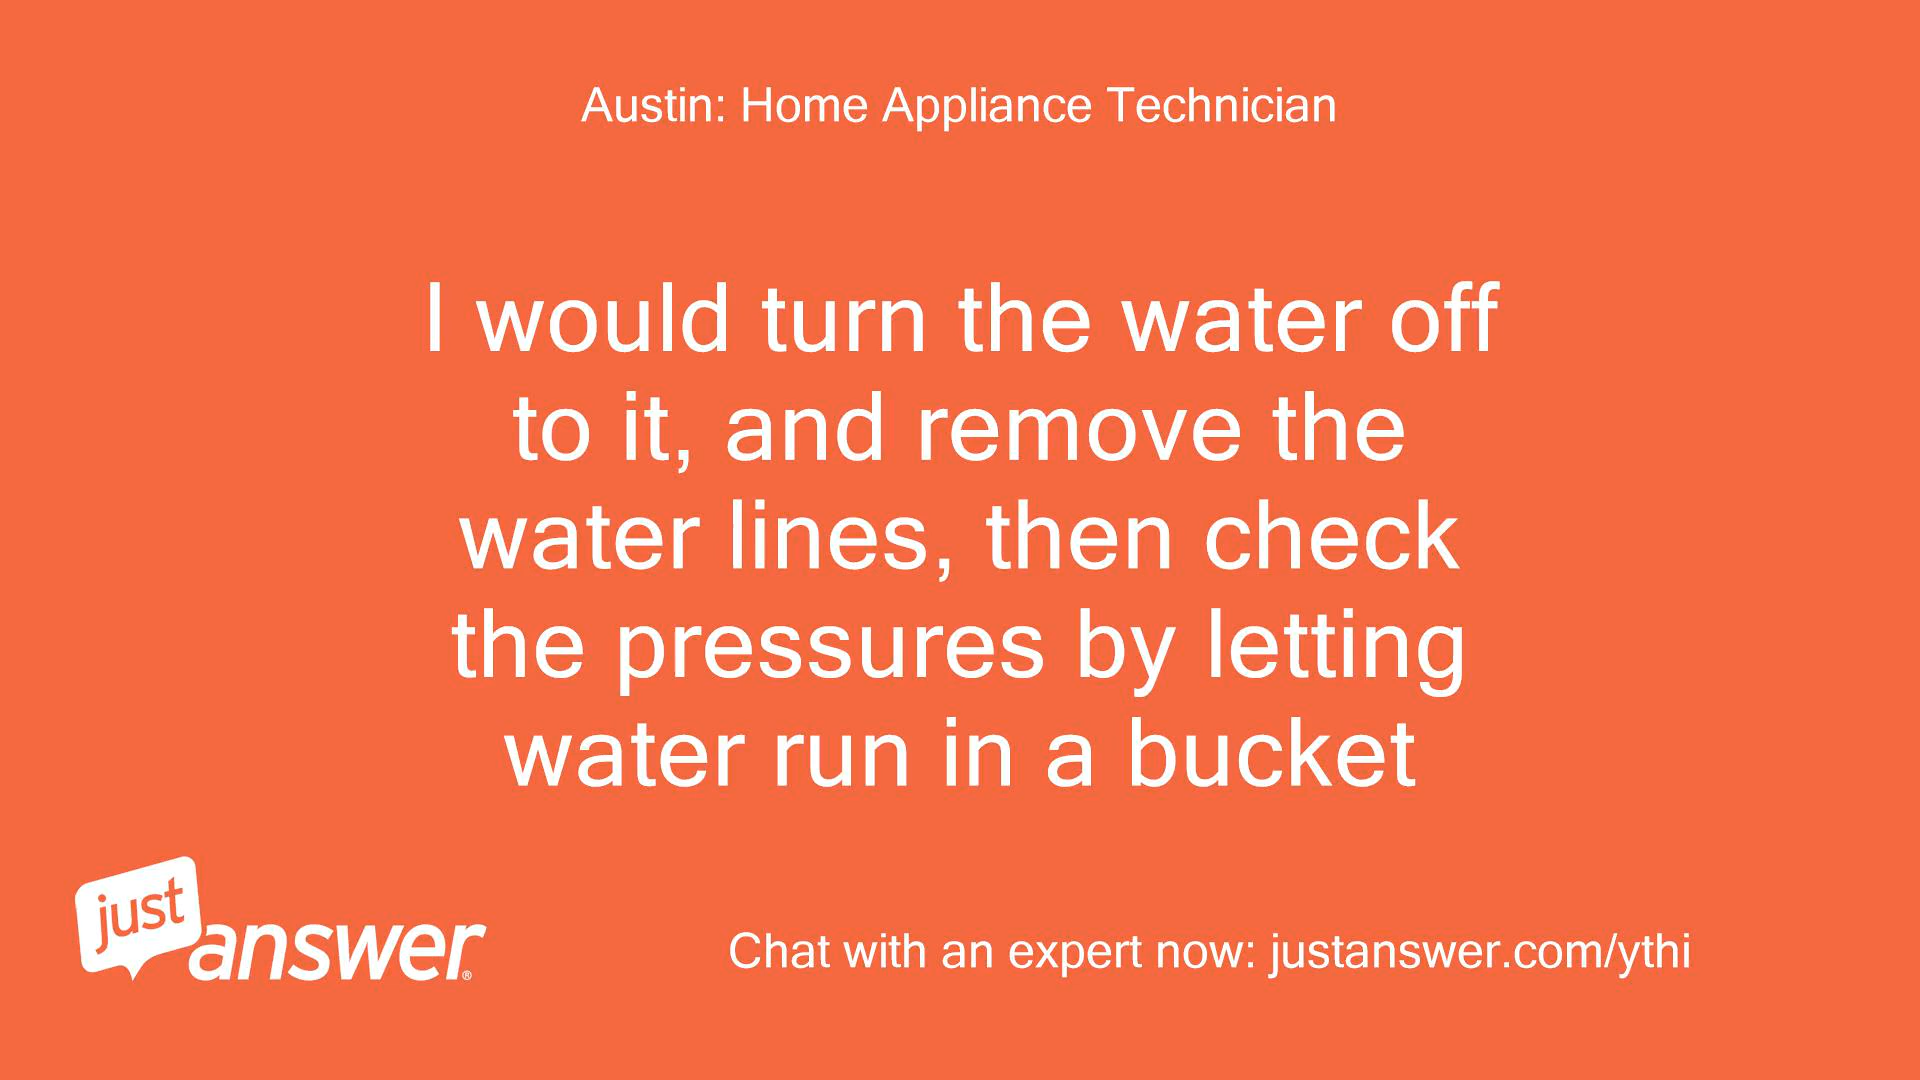 Austin: Home Appliance Technician
I would turn the water off
to it, and remove the
water lines, then check
the pressures by letting
water run in a bucket
just
answer®
Chat with an expert now: justanswer.com/ythi